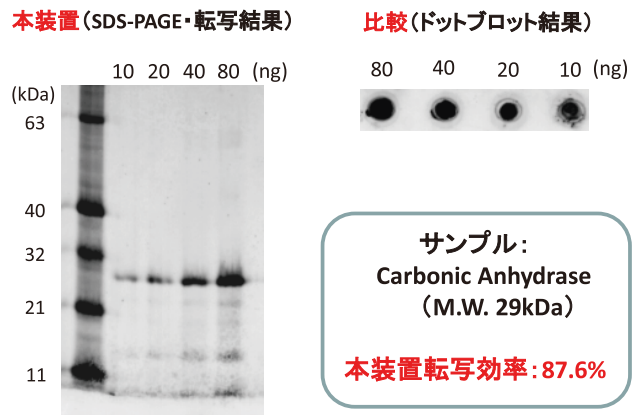 本装置(SDS-PAGE・転写結果)
10 20 40 80 (ng)
(kDa)
63
40
32
21
11
比較(ドットブロット結果)
80 40 20 10 (ng)
サンプル:
Carbonic Anhydrase
(M.W. 29kDa)
本装置転写効率:87.6%